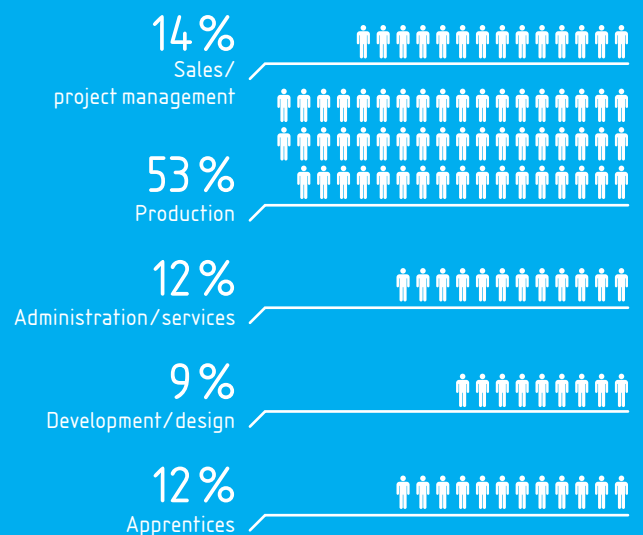 14%
Sales/
project management
53%
Production
12%
Administration/services
9%
Development/design
12%
Apprentices